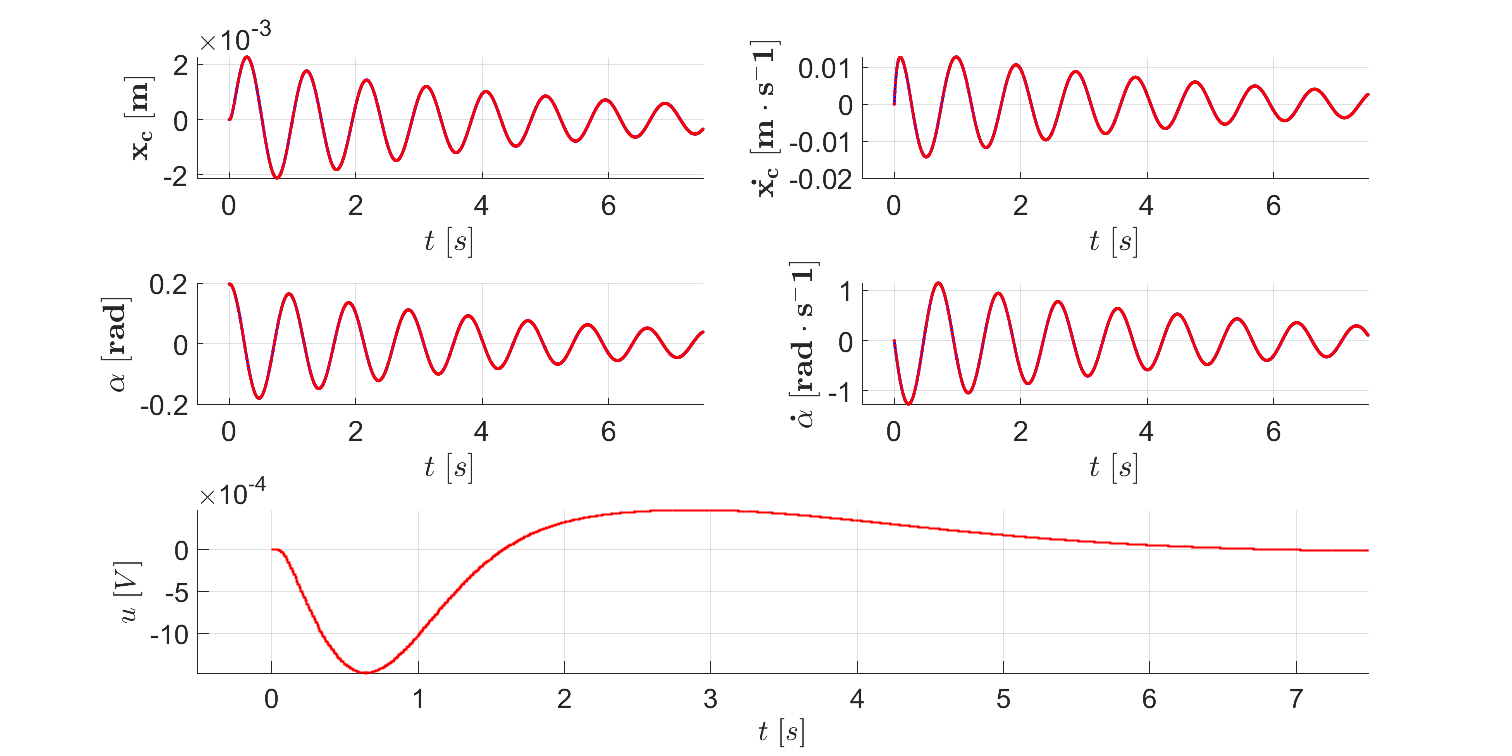 ×10⁻³
2
0
-2
x_c [m]
0 2 4 6
t [s]
0.01
0
-0.01
-0.02
ẋ_c [m · s⁻1]
0 2 4 6
t [s]
0.2
0
-0.2
α [rad]
0 2 4 6
t [s]
1
0
-1
α̇ [rad · s⁻1]
0 2 4 6
t [s]
×10⁻⁴
0
-5
-10
u [V]
0 1 2 3 4 5 6 7
t [s]